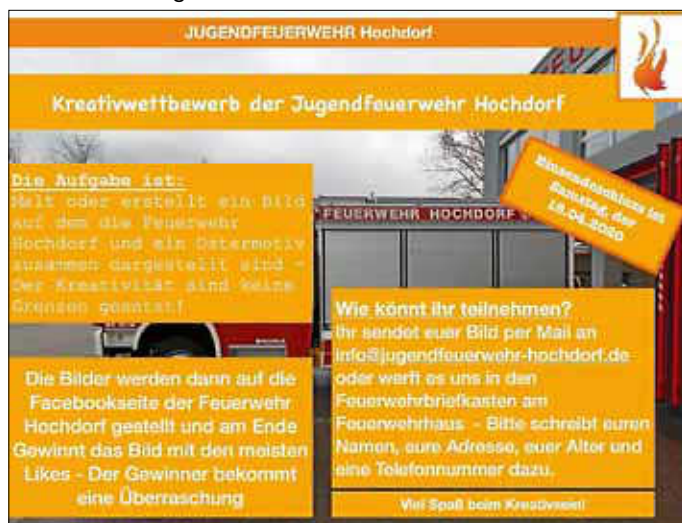 JUGENDFEUERWEHR Hochdorf
Kreativwettbewerb der Jugendfeuerwehr Hochdorf
Einsendeschluss ist
Samstag, der
18.04.2020
Die Aufgabe ist:
Malt oder erstellt ein Bild
auf dem die Feuerwehr
Hochdorf und ein Ostermotiv
zusammen dargestellt sind -
Der Kreativität sind keine
Grenzen gesetzt!
FEUERWEHR HOCHDORF
Wie könnt ihr teilnehmen?
Ihr sendet euer Bild per Mail an
info@jugendfeuerwehr-hochdorf.de
oder werft es uns in den
Feuerwehrbriefkasten am
Feuerwehrhaus - Bitte schreibt euren
Namen, eure Adresse, euer Alter und
eine Telefonnummer dazu.
Die Bilder werden dann auf die
Facebookseite der Feuerwehr
Hochdorf gestellt und am Ende
Gewinnt das Bild mit den meisten
Likes - Der Gewinner bekommt
eine Überraschung
Viel Spaß beim Kreativsein!